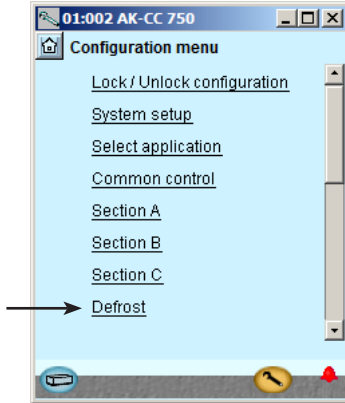 01:002 AK-CC 750
Configuration menu
Lock / Unlock configuration
System setup
Select application
Common control
Section A
Section B
Section C
Defrost